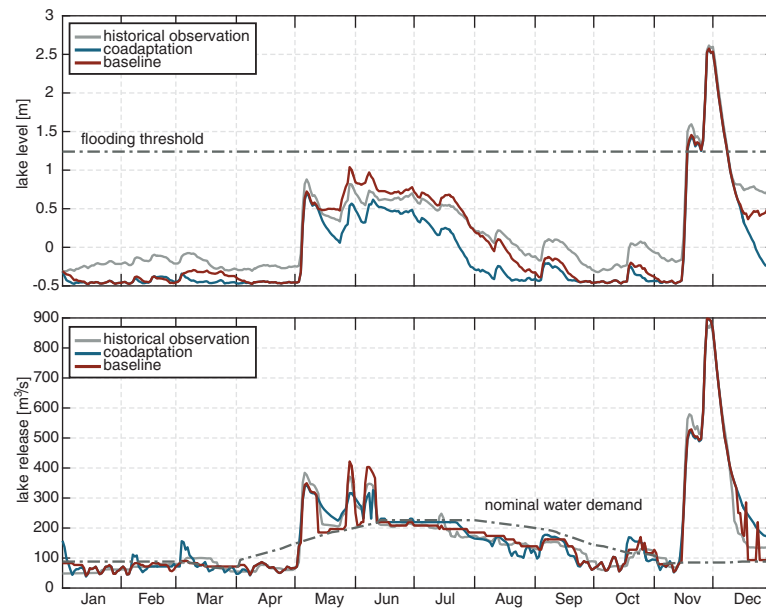 3
2.5
2
1.5
1
0.5
0
-0.5
lake level [m]
historical observation
coadaptation
baseline
flooding threshold
900
800
700
600
500
400
300
200
100
0
lake release [m³/s]
historical observation
coadaptation
baseline
nominal water demand
Jan Feb Mar Apr May Jun Jul Aug Sep Oct Nov Dec